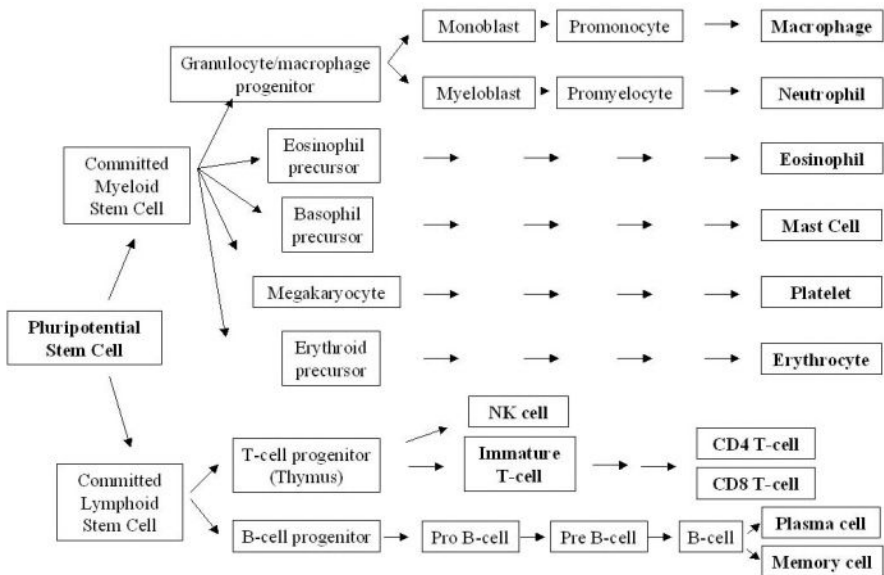 Monoblast
Promonocyte
Macrophage
Granulocyte/macrophage
progenitor
Myeloblast
Promyelocyte
Neutrophil
Eosinophil
precursor
Eosinophil
Committed
Myeloid
Stem Cell
Basophil
precursor
Mast Cell
Megakaryocyte
Platelet
Pluripotential
Stem Cell
Erythroid
precursor
Erythrocyte
NK cell
T-cell progenitor
(Thymus)
Immature
T-cell
CD4 T-cell
CD8 T-cell
Committed
Lymphoid
Stem Cell
B-cell progenitor
Pro B-cell
Pre B-cell
B-cell
Plasma cell
Memory cell